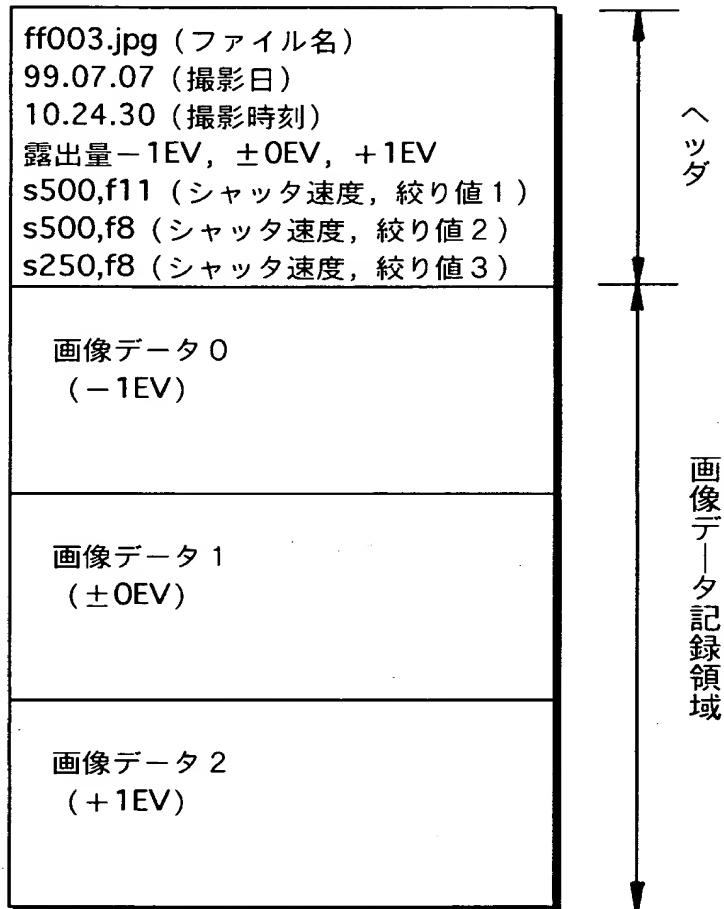 ff003.jpg（ファイル名）
99.07.07（撮影日）
10.24.30（撮影時刻）
露出量－1EV，±0EV，＋1EV
s500,f11（シャッタ速度，絞り値１）
s500,f8（シャッタ速度，絞り値２）
s250,f8（シャッタ速度，絞り値３）
ヘッダ
画像データ０
（－1EV）
画像データ１
（±0EV）
画像データ２
（＋1EV）
画像データ記録領域